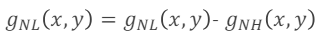 g_{NL}(x, y) = g_{NL}(x, y) - g_{NH}(x, y)